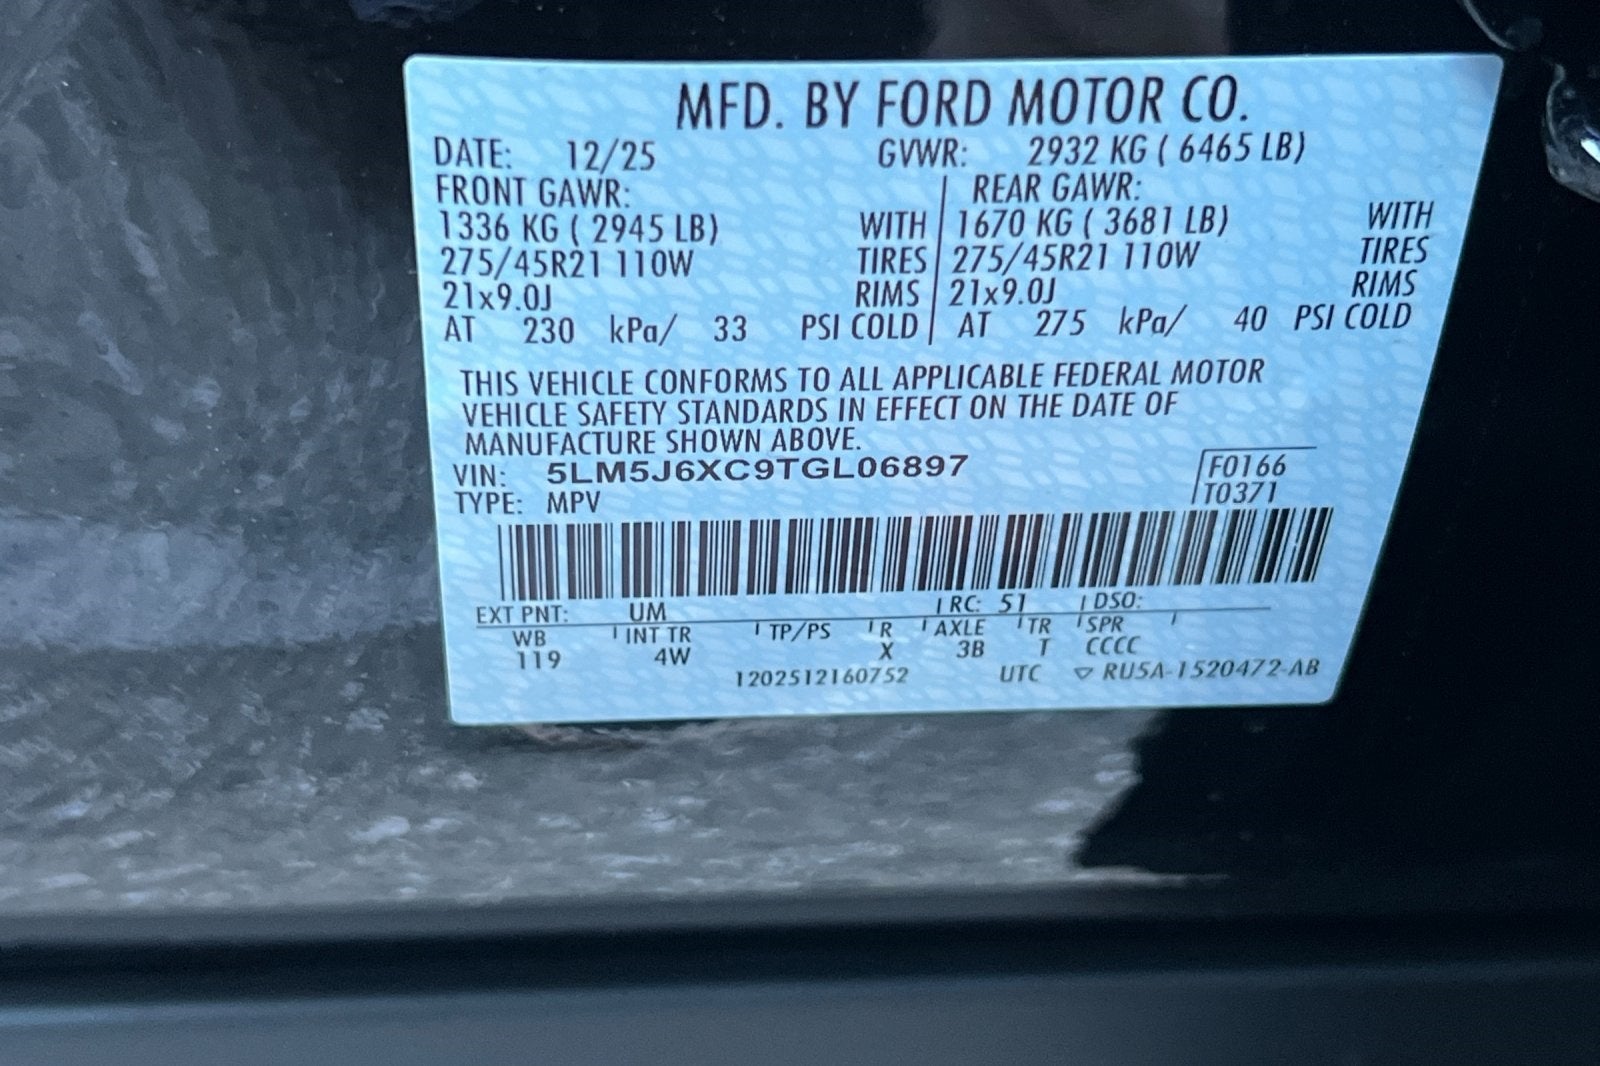 MFD. BY FORD MOTOR CO.
DATE: 12/25 GVWR: 2932 KG ( 6465 LB)
FRONT GAWR: REAR GAWR:
1336 KG ( 2945 LB) WITH 1670 KG ( 3681 LB) WITH
275/45R21 110W TIRES 275/45R21 110W TIRES
21x9.0J RIMS 21x9.0J RIMS
AT 230 kPa/ 33 PSI COLD AT 275 kPa/ 40 PSI COLD
THIS VEHICLE CONFORMS TO ALL APPLICABLE FEDERAL MOTOR
VEHICLE SAFETY STANDARDS IN EFFECT ON THE DATE OF
MANUFACTURE SHOWN ABOVE.
VIN: 5LM5J6XC9TGL06897 F0166
TYPE: MPV T0371
EXT PNT: UM RC: 51 DSO:
WB INT TR TP/PS R AXLE TR SPR
119 4W X 3B T CCCC
1202512160752 UTC ▽ RU5A-1520472-AB